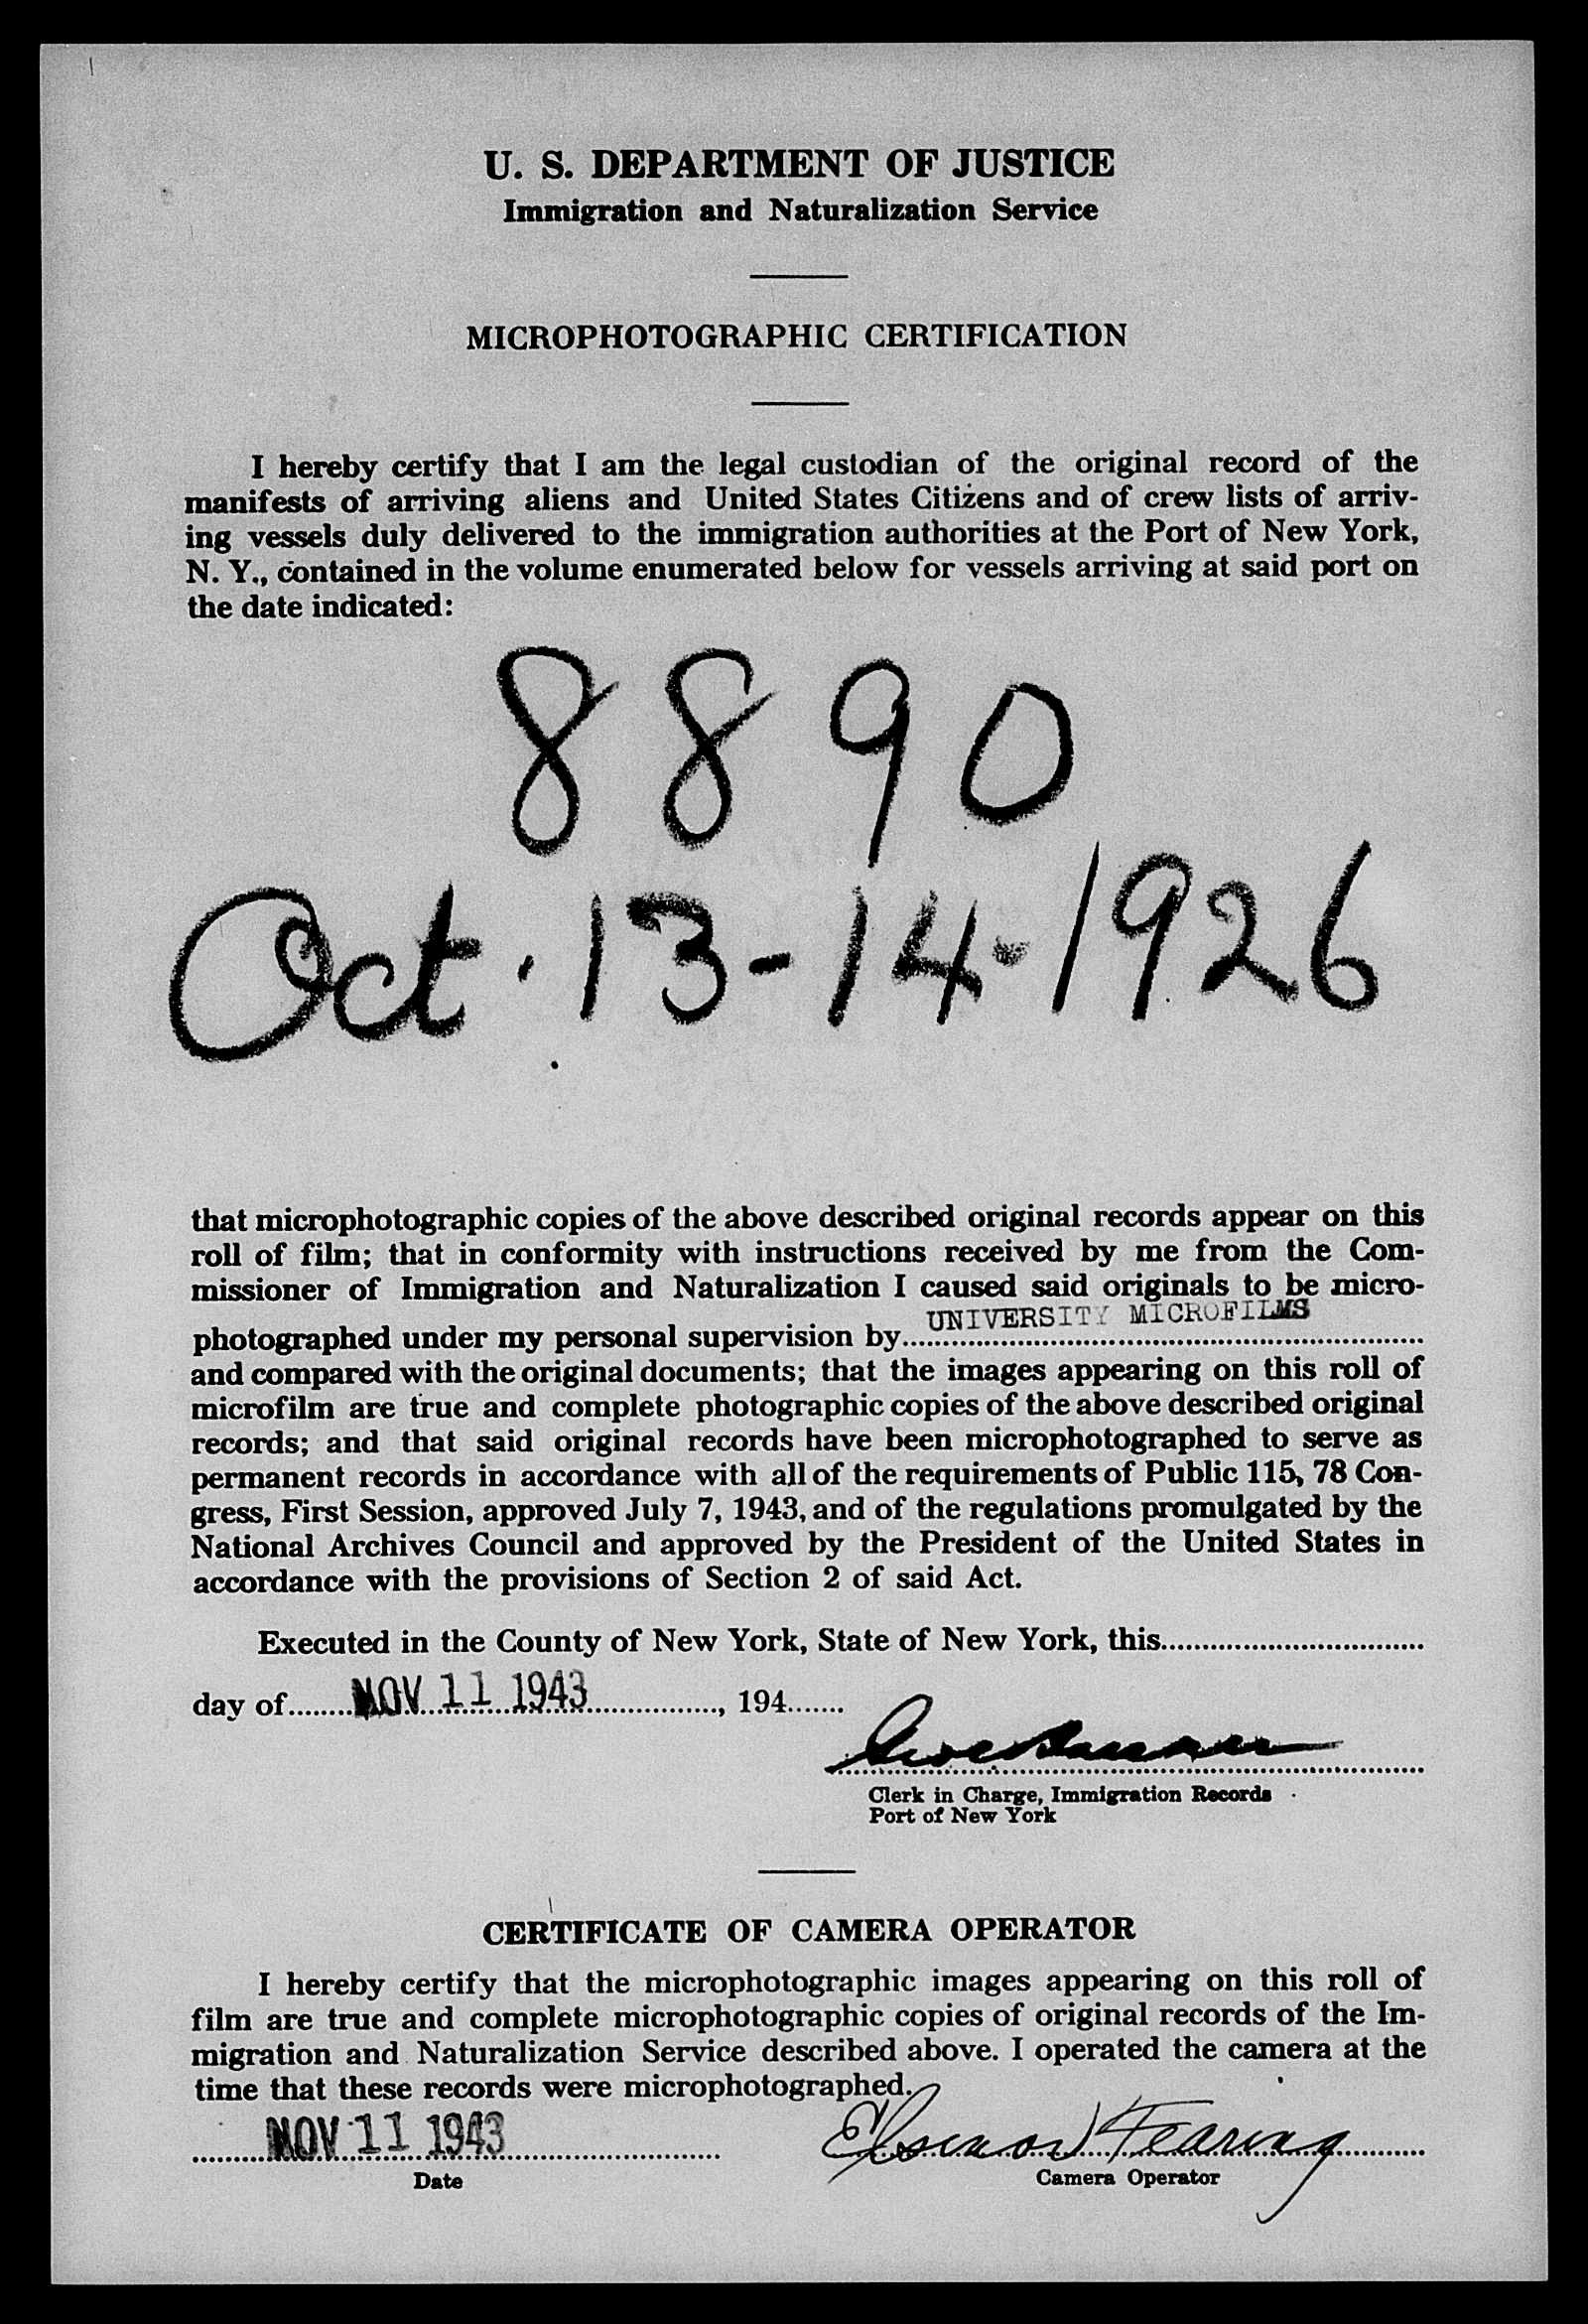 U. S. DEPARTMENT OF JUSTICE
Immigration and Naturalization Service
MICROPHOTOGRAPHIC CERTIFICATION
I hereby certify that I am the legal custodian of the original record of the
manifests of arriving aliens and United States Citizens and of crew lists of arriv-
ing vessels duly delivered to the immigration authorities at the Port of New York,
N. Y., contained in the volume enumerated below for vessels arriving at said port on
the date indicated:
8890
Oct. 13-14-1926
that microphotographic copies of the above described original records appear on this
roll of film; that in conformity with instructions received by me from the Com-
missioner of Immigration and Naturalization I caused said originals to be micro-
photographed under my personal supervision by UNIVERSITY MICROFILMS
and compared with the original documents; that the images appearing on this roll of
microfilm are true and complete photographic copies of the above described original
records; and that said original records have been microphotographed to serve as
permanent records in accordance with all of the requirements of Public 115, 78 Con-
gress, First Session, approved July 7, 1943, and of the regulations promulgated by the
National Archives Council and approved by the President of the United States in
accordance with the provisions of Section 2 of said Act.
Executed in the County of New York, State of New York, this
day of NOV 11 1943, 194
Clerk in Charge, Immigration Records
Port of New York
CERTIFICATE OF CAMERA OPERATOR
I hereby certify that the microphotographic images appearing on this roll of
film are true and complete microphotographic copies of original records of the Im-
migration and Naturalization Service described above. I operated the camera at the
time that these records were microphotographed.
NOV 11 1943
Date
Camera Operator